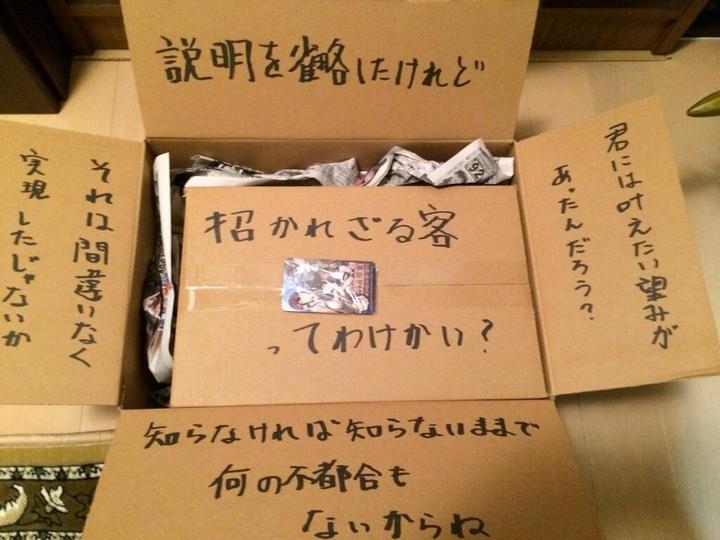 説明を省略したけれど
君には叶えたい望みが
あったんだろう?
それは間違いなく
実現したじゃないか
招かれざる客
ってわけかい?
知らなければ知らないままで
何の不都合も
ないからね